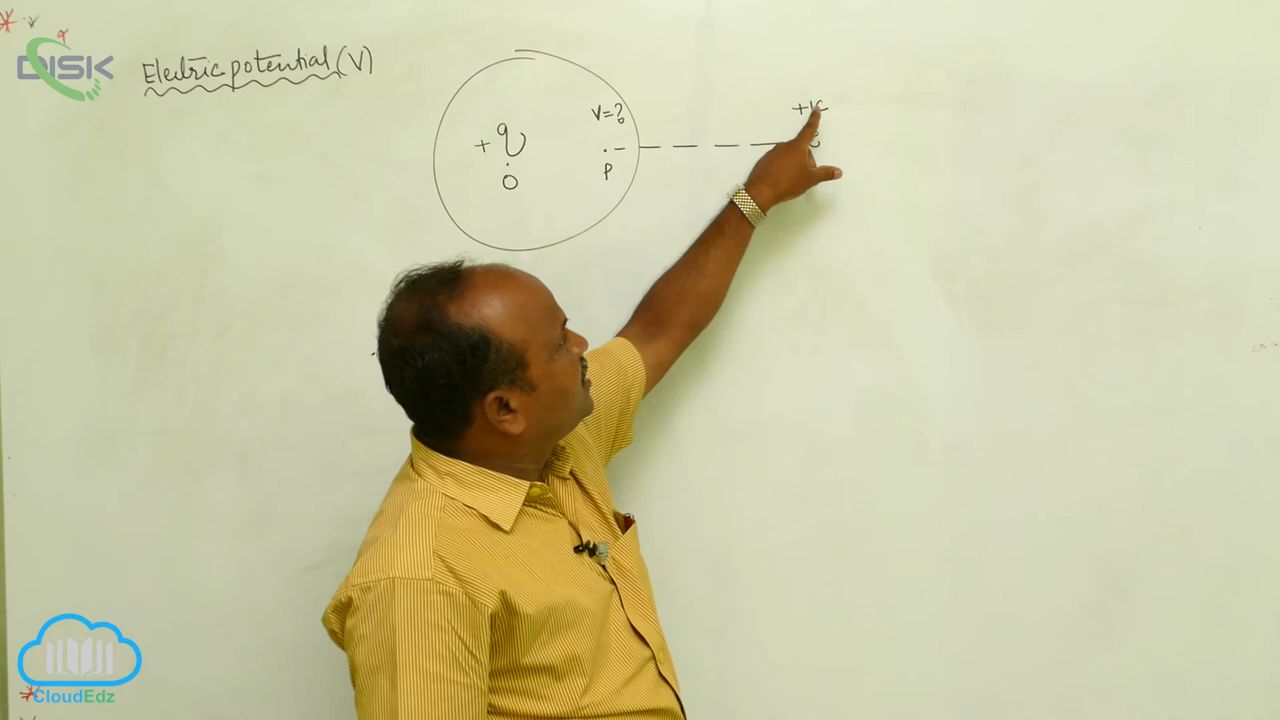 DISK
Electric potential (V)
V=?
+1C
+ q
P
O
CloudEdz